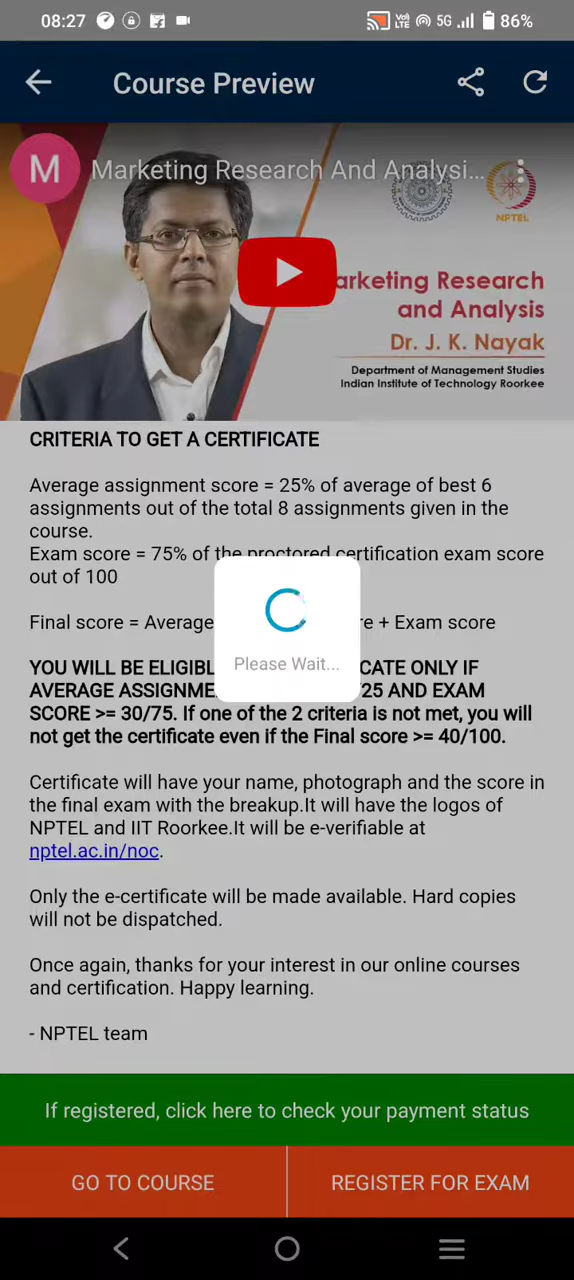 08:27 VoLTE 5G 86%
Course Preview
M Marketing Research And Analysi...
NPTEL
arketing Research
and Analysis
Dr. J. K. Nayak
Department of Management Studies
Indian Institute of Technology Roorkee
CRITERIA TO GET A CERTIFICATE
Average assignment score = 25% of average of best 6
assignments out of the total 8 assignments given in the
course.
Exam score = 75% of the proctored certification exam score
out of 100
Final score = Average re + Exam score
Please Wait...
YOU WILL BE ELIGIBL CATE ONLY IF
AVERAGE ASSIGNME 25 AND EXAM
SCORE >= 30/75. If one of the 2 criteria is not met, you will
not get the certificate even if the Final score >= 40/100.
Certificate will have your name, photograph and the score in
the final exam with the breakup.It will have the logos of
NPTEL and IIT Roorkee.It will be e-verifiable at
nptel.ac.in/noc.
Only the e-certificate will be made available. Hard copies
will not be dispatched.
Once again, thanks for your interest in our online courses
and certification. Happy learning.
- NPTEL team
If registered, click here to check your payment status
GO TO COURSE
REGISTER FOR EXAM